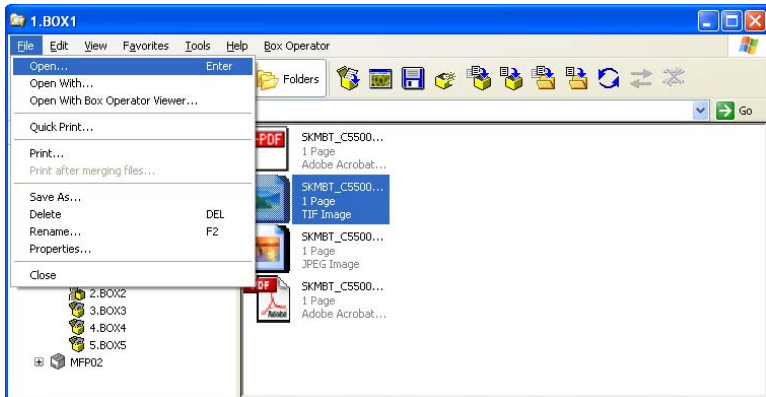 1.BOX1
File Edit View Favorites Tools Help Box Operator
Open... Enter
Open With...
Open With Box Operator Viewer...
Quick Print...
Print...
Print after merging files...
Save As...
Delete DEL
Rename... F2
Properties...
Close
Folders
Go
PDF
SKMBT_C5500...
1 Page
Adobe Acrobat...
SKMBT_C5500...
1 Page
TIF Image
SKMBT_C5500...
1 Page
JPEG Image
SKMBT_C5500...
1 Page
Adobe Acrobat...
Adobe
2.BOX2
3.BOX3
4.BOX4
5.BOX5
MFP02